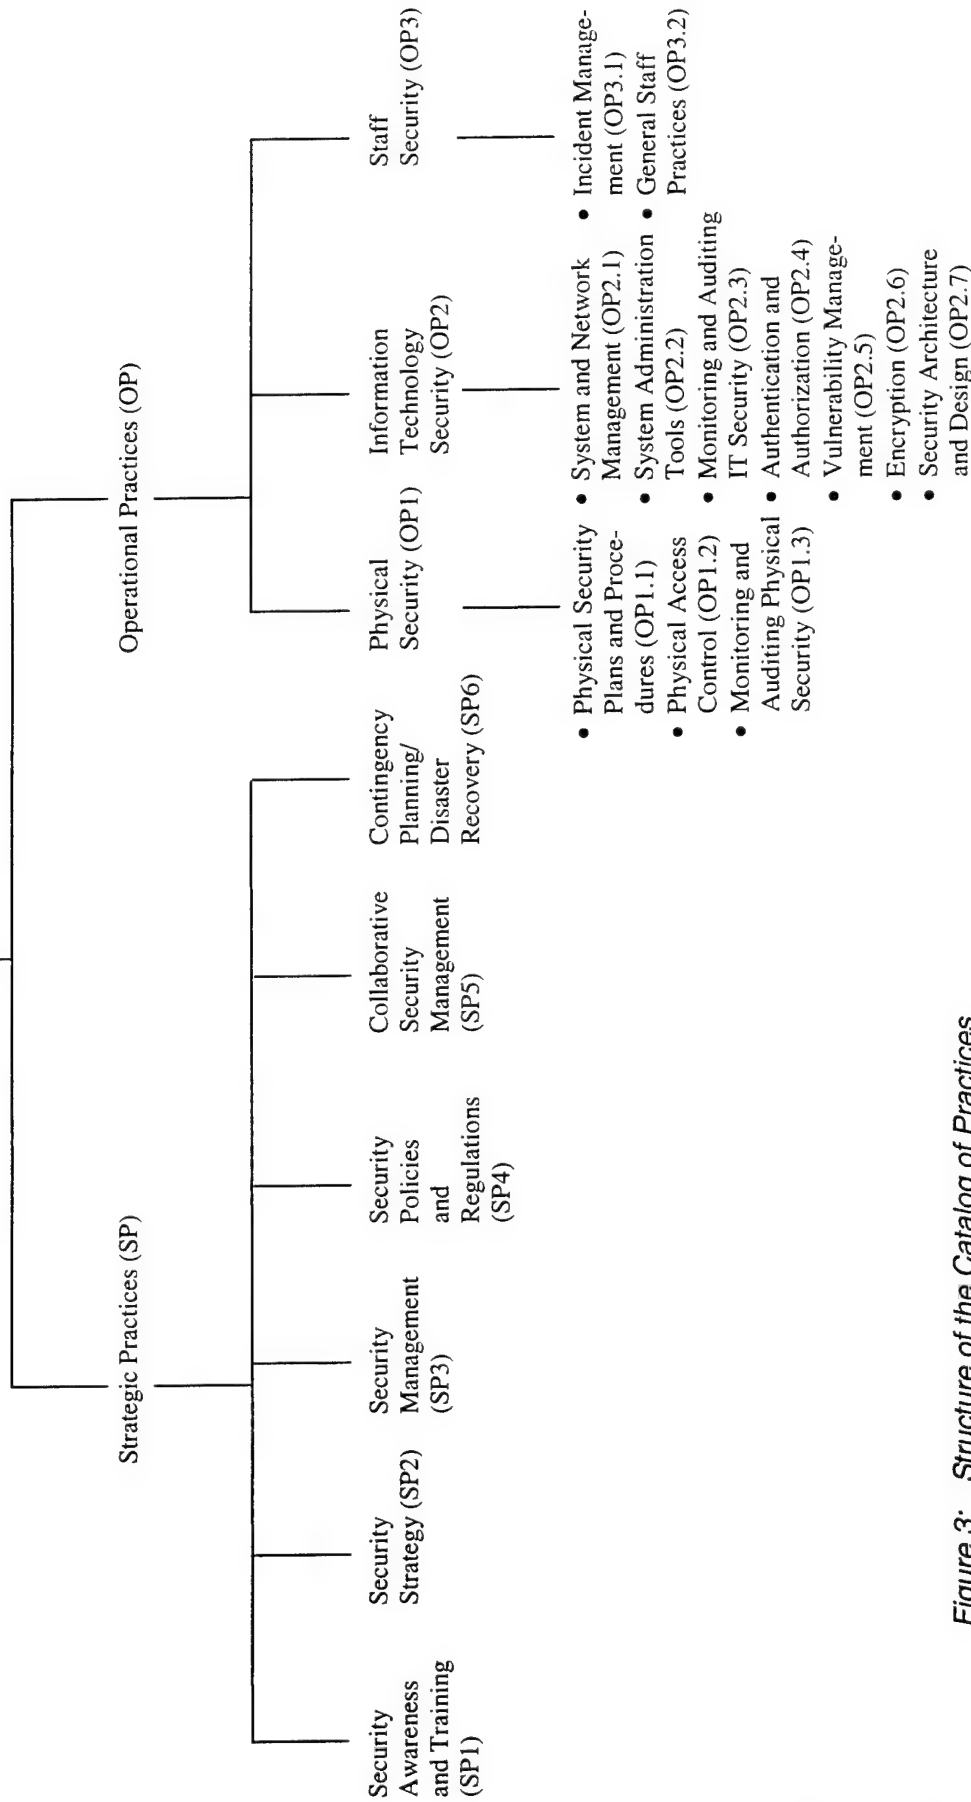 Strategic Practices (SP)
Operational Practices (OP)
Security
Awareness
and Training
(SP1)
Security
Strategy (SP2)
Security
Management
(SP3)
Security
Policies
and
Regulations
(SP4)
Collaborative
Security
Management
(SP5)
Contingency
Planning/
Disaster
Recovery (SP6)
Physical
Security (OP1)
Information
Technology
Security (OP2)
Staff
Security (OP3)
• Physical Security
Plans and Proce-
dures (OP1.1)
• Physical Access
Control (OP1.2)
• Monitoring and
Auditing Physical
Security (OP1.3)
• System and Network
Management (OP2.1)
• System Administration
Tools (OP2.2)
• Monitoring and Auditing
IT Security (OP2.3)
• Authentication and
Authorization (OP2.4)
• Vulnerability Manage-
ment (OP2.5)
• Encryption (OP2.6)
• Security Architecture
and Design (OP2.7)
• Incident Manage-
ment (OP3.1)
• General Staff
Practices (OP3.2)
Figure 3: Structure of the Catalog of Practices